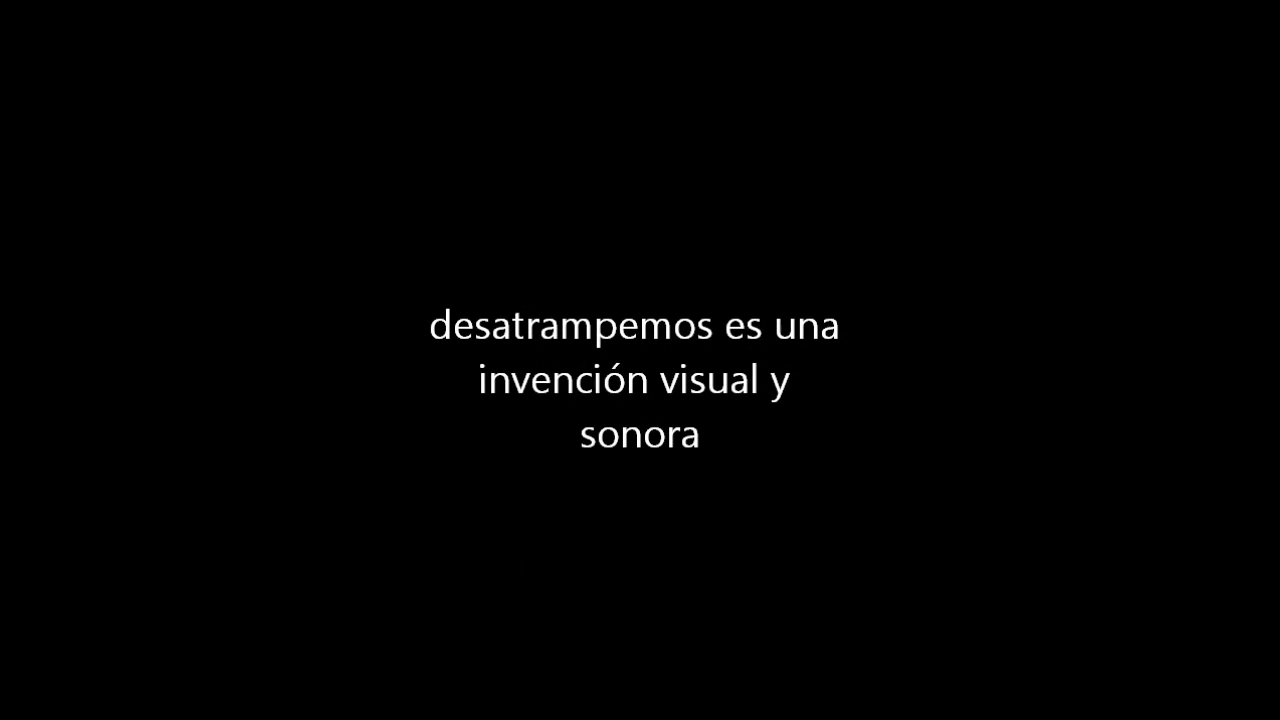 desatrampemos es una
invención visual y
sonora